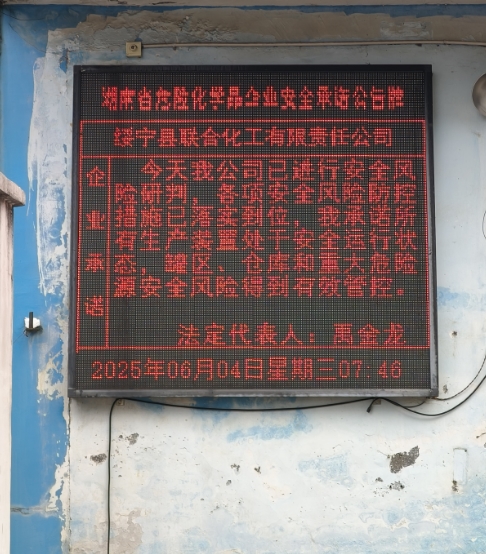 湖南省危险化学品企业安全承诺公告牌
绥宁县联合化工有限责任公司
企业承诺
今天我公司已进行安全风
险研判，各项安全风险防控
措施已落实到位，我承诺所
有生产装置处于安全运行状
态，罐区、仓库和重大危险
源安全风险得到有效管控。
法定代表人：禹金龙
2025年06月04日星期三07:46